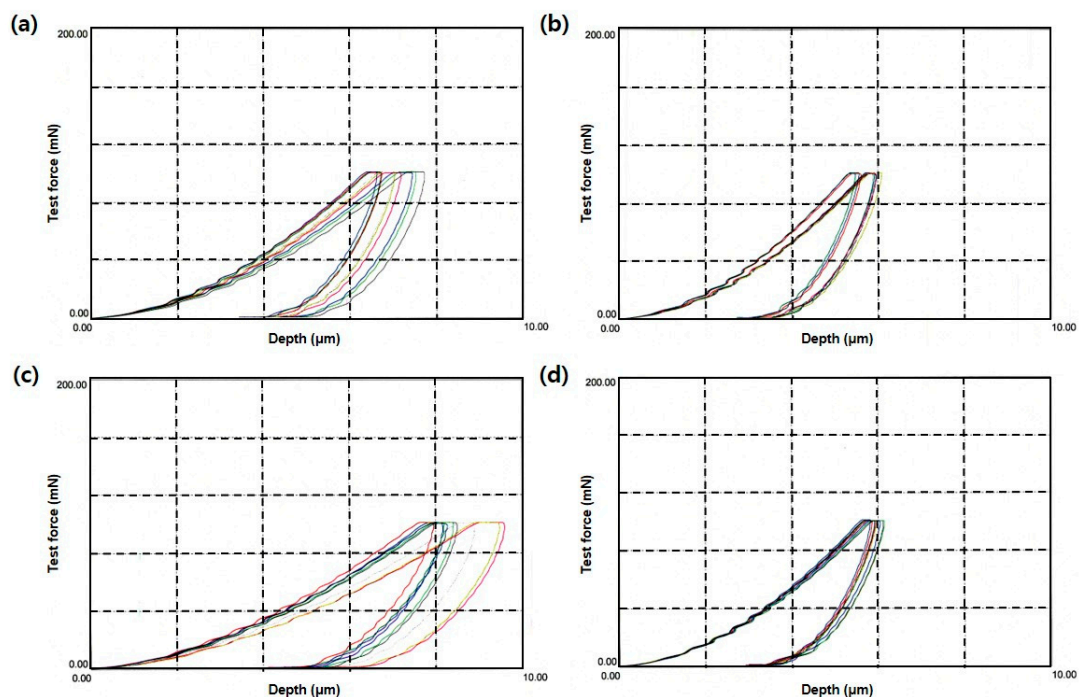 (a)
200.00
Test force (mN)
0.00
0.00
10.00
Depth (μm)
(b)
200.00
Test force (mN)
0.00
0.00
10.00
Depth (μm)
(c)
200.00
Test force (mN)
0.00
0.00
10.00
Depth (μm)
(d)
200.00
Test force (mN)
0.00
0.00
10.00
Depth (μm)